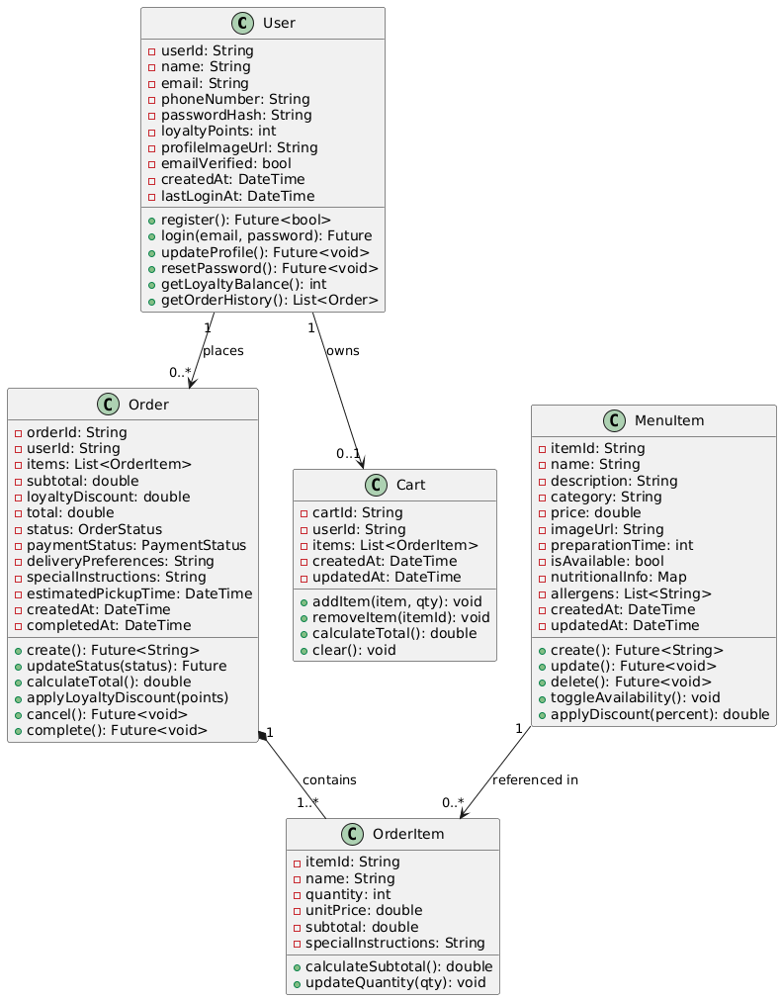 C User
userId: String
name: String
email: String
phoneNumber: String
passwordHash: String
loyaltyPoints: int
profileImageUrl: String
emailVerified: bool
createdAt: DateTime
lastLoginAt: DateTime
register(): Future<bool>
login(email, password): Future
updateProfile(): Future<void>
resetPassword(): Future<void>
getLoyaltyBalance(): int
getOrderHistory(): List<Order>
1
places
0..*
1
owns
0..1
C Order
orderId: String
userId: String
items: List<OrderItem>
subtotal: double
loyaltyDiscount: double
total: double
status: OrderStatus
paymentStatus: PaymentStatus
deliveryPreferences: String
specialInstructions: String
estimatedPickupTime: DateTime
createdAt: DateTime
completedAt: DateTime
create(): Future<String>
updateStatus(status): Future
calculateTotal(): double
applyLoyaltyDiscount(points)
cancel(): Future<void>
complete(): Future<void>
C Cart
cartId: String
userId: String
items: List<OrderItem>
createdAt: DateTime
updatedAt: DateTime
addItem(item, qty): void
removeItem(itemId): void
calculateTotal(): double
clear(): void
C MenuItem
itemId: String
name: String
description: String
category: String
price: double
imageUrl: String
preparationTime: int
isAvailable: bool
nutritionalInfo: Map
allergens: List<String>
createdAt: DateTime
updatedAt: DateTime
create(): Future<String>
update(): Future<void>
delete(): Future<void>
toggleAvailability(): void
applyDiscount(percent): double
1
contains
1..*
1
referenced in
0..*
C OrderItem
itemId: String
name: String
quantity: int
unitPrice: double
subtotal: double
specialInstructions: String
calculateSubtotal(): double
updateQuantity(qty): void